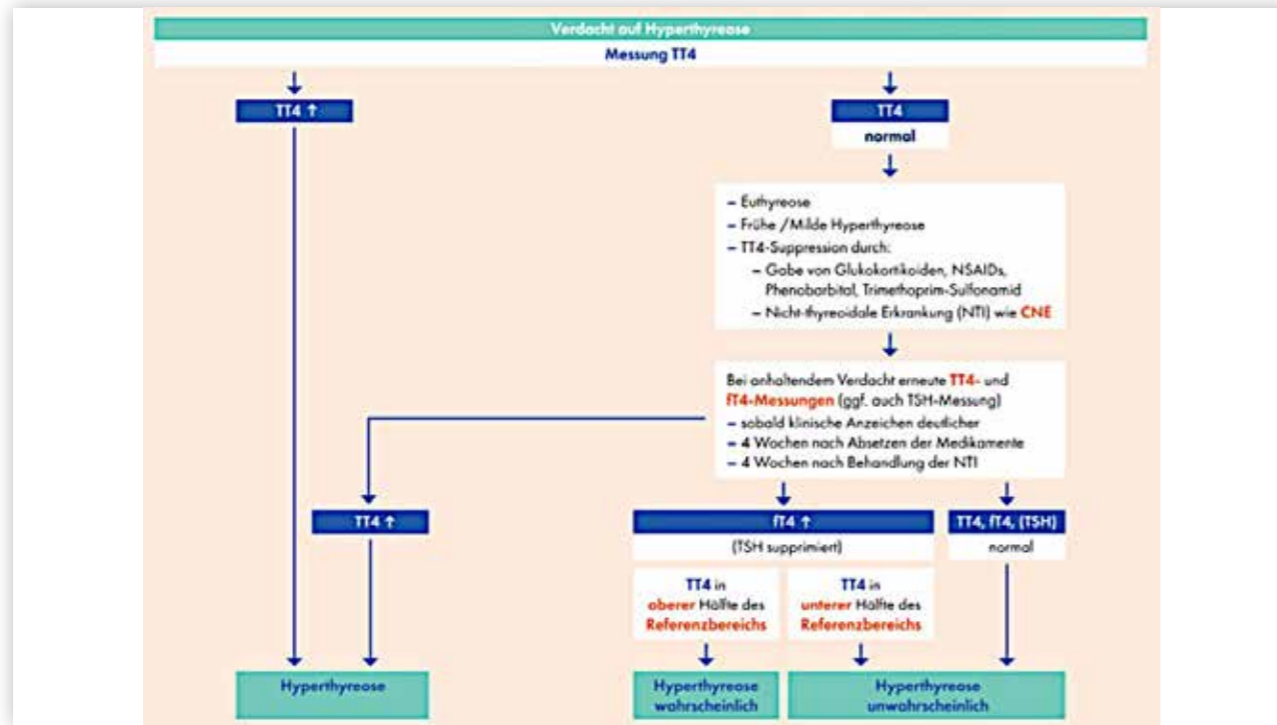 Verdacht auf Hyperthyreose
Messung TT4
TT4 ↑
TT4
normal
– Euthyreose
– Frühe /Milde Hyperthyreose
– TT4-Suppression durch:
– Gabe von Glukokortikoiden, NSAIDs,
Phenobarbital, Trimethoprim-Sulfonamid
– Nicht-thyreoidale Erkrankung (NTI) wie CNE
Bei anhaltendem Verdacht erneute TT4- und
fT4-Messungen (ggf. auch TSH-Messung)
– sobald klinische Anzeichen deutlicher
– 4 Wochen nach Absetzen der Medikamente
– 4 Wochen nach Behandlung der NTI
TT4 ↑
fT4 ↑
(TSH supprimiert)
TT4, fT4, (TSH)
normal
TT4 in
oberer Hälfte des
Referenzbereichs
TT4 in
unterer Hälfte des
Referenzbereichs
Hyperthyreose
Hyperthyreose
wahrscheinlich
Hyperthyreose
unwahrscheinlich